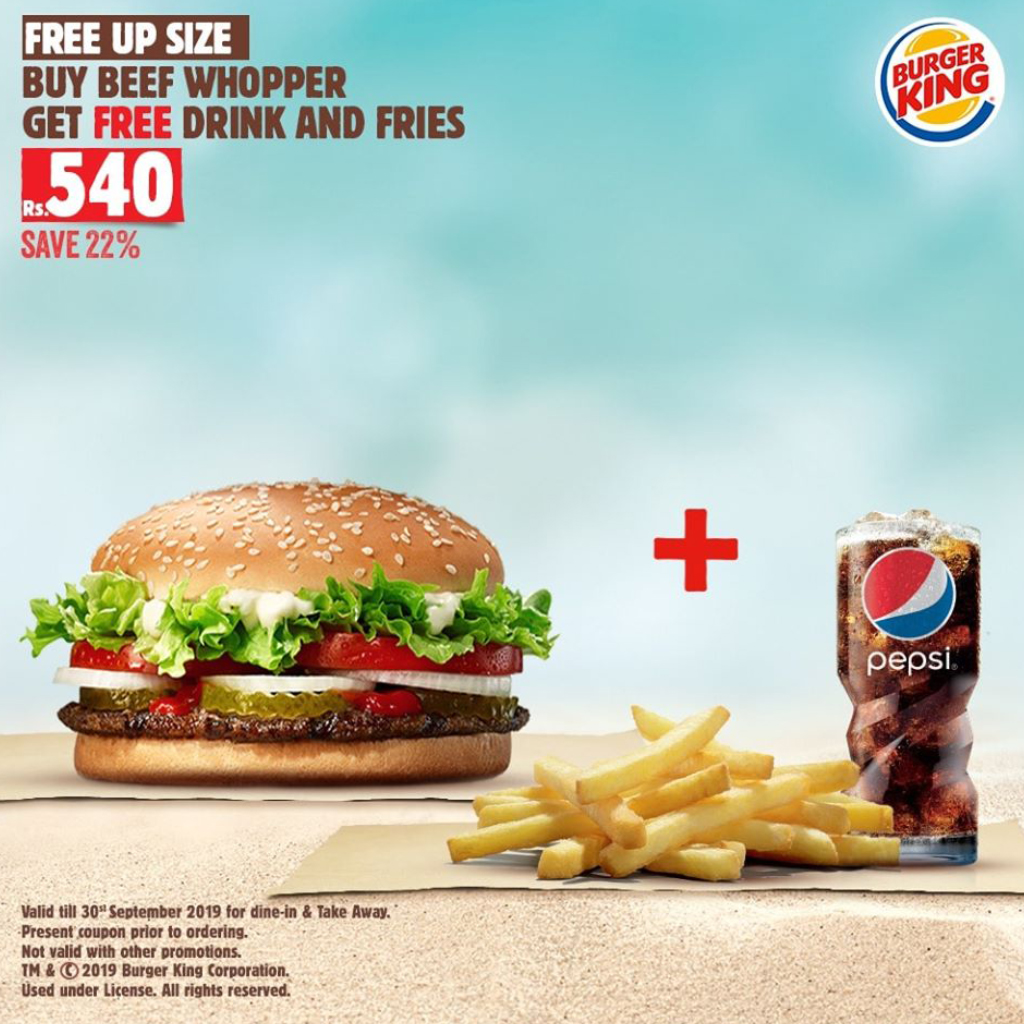 FREE UP SIZE
BUY BEEF WHOPPER
GET FREE DRINK AND FRIES
Rs.540
SAVE 22%
BURGER
KING®
pepsi®
Valid till 30st September 2019 for dine-in & Take Away.
Present coupon prior to ordering.
Not valid with other promotions.
TM & © 2019 Burger King Corporation.
Used under License. All rights reserved.